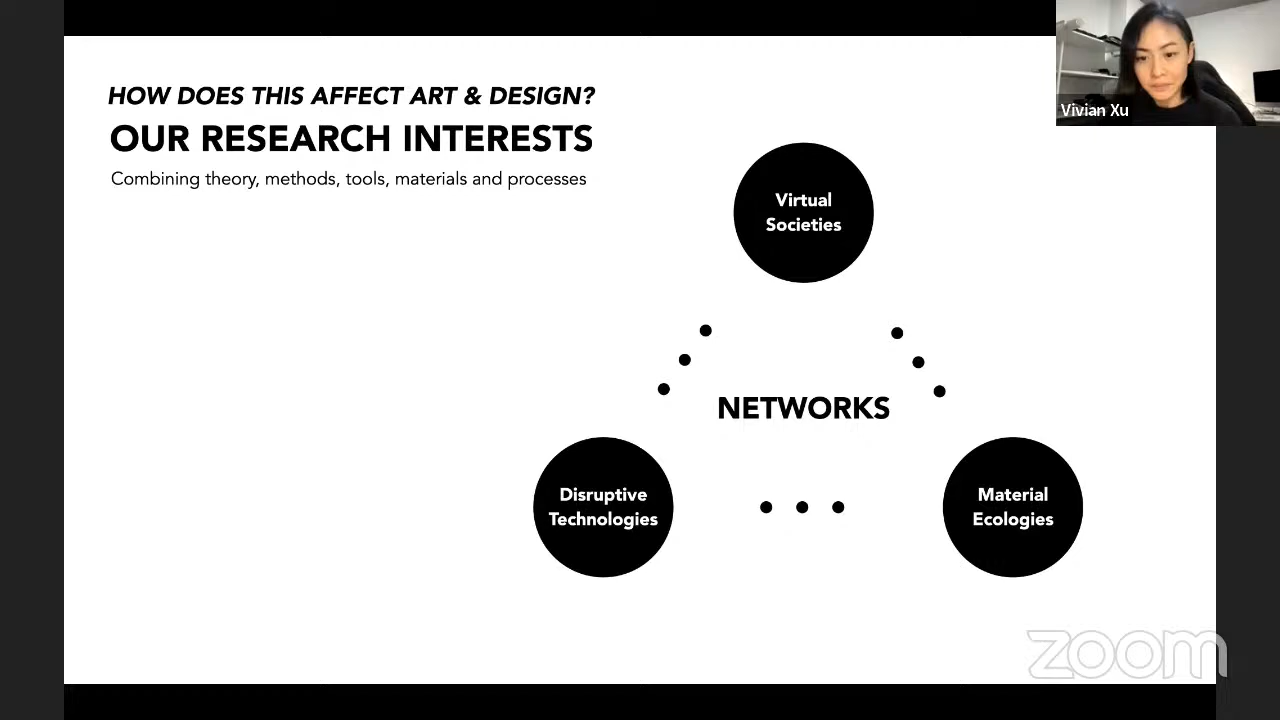 HOW DOES THIS AFFECT ART & DESIGN?
OUR RESEARCH INTERESTS
Combining theory, methods, tools, materials and processes
Vivian Xu
Virtual
Societies
NETWORKS
Disruptive
Technologies
Material
Ecologies
zoom